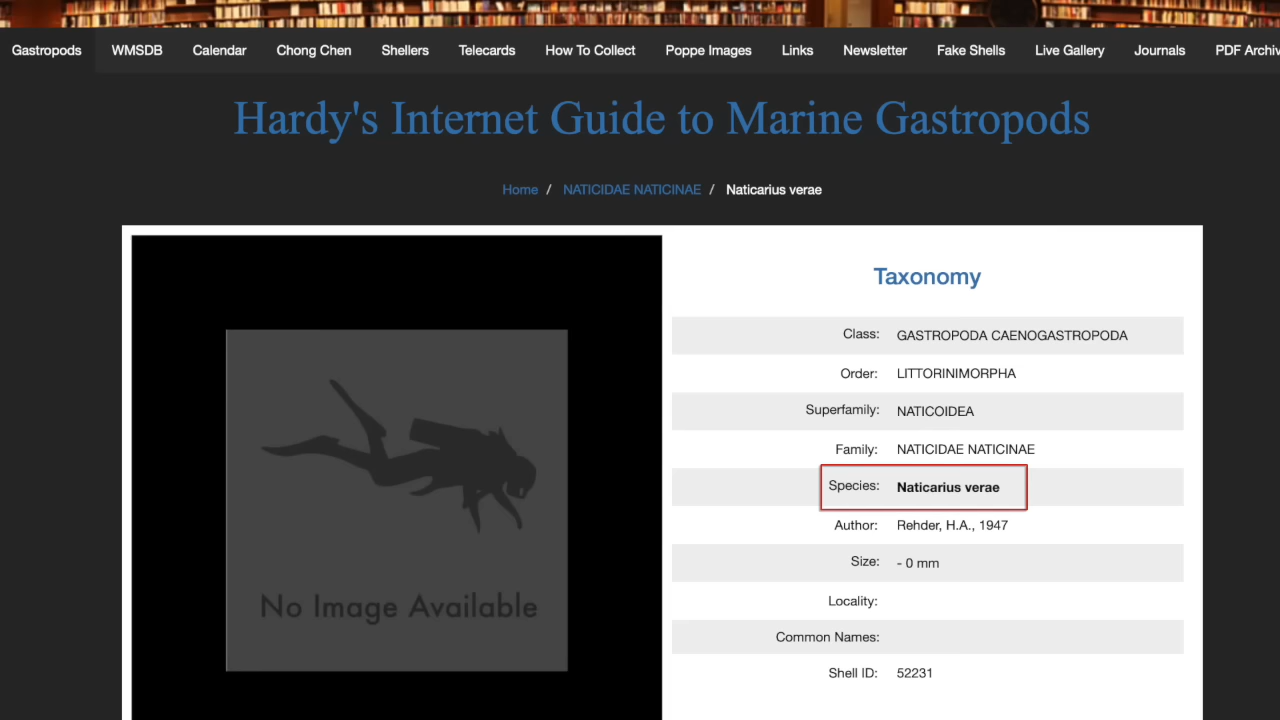 Gastropods WMSDB Calendar Chong Chen Shellers Telecards How To Collect Poppe Images Links Newsletter Fake Shells Live Gallery Journals PDF Archiv
Hardy's Internet Guide to Marine Gastropods
Home / NATICIDAE NATICINAE / Naticarius verae
Taxonomy
Class: GASTROPODA CAENOGASTROPODA
Order: LITTORINIMORPHA
Superfamily: NATICOIDEA
Family: NATICIDAE NATICINAE
Species: Naticarius verae
Author: Rehder, H.A., 1947
Size: - 0 mm
Locality:
Common Names:
Shell ID: 52231
No Image Available